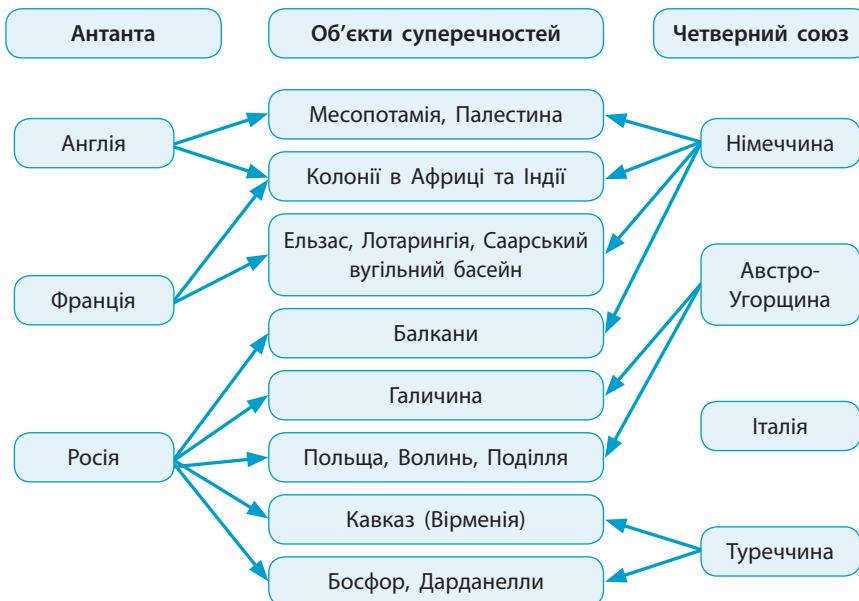 Антанта
Об’єкти суперечностей
Четверний союз
Англія
Франція
Росія
Месопотамія, Палестина
Колонії в Африці та Індії
Ельзас, Лотарингія, Саарський
вугільний басейн
Балкани
Галичина
Польща, Волинь, Поділля
Кавказ (Вірменія)
Босфор, Дарданелли
Німеччина
Австро-
Угорщина
Італія
Туреччина